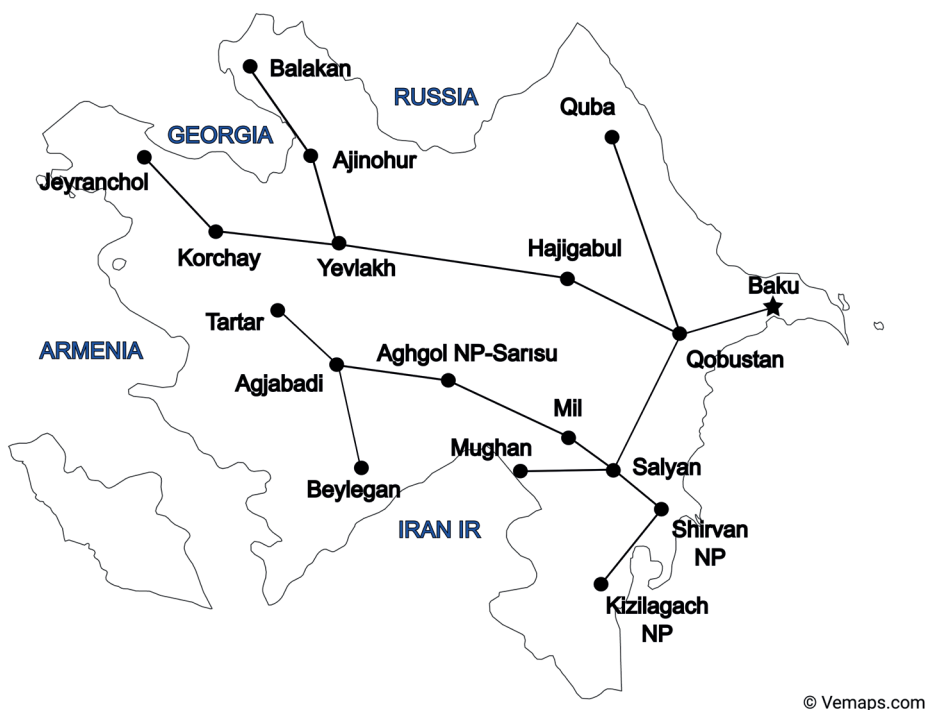 Balakan
RUSSIA
Quba
GEORGIA
Ajinohur
Jeyranchol
Korchay
Yevlakh
Hajigabul
Baku
Tartar
ARMENIA
Aghgol NP-Sarısu
Qobustan
Agjabadi
Mil
Mughan
Salyan
Beylegan
IRAN IR
Shirvan
NP
Kizilagach
NP
© Vemaps.com